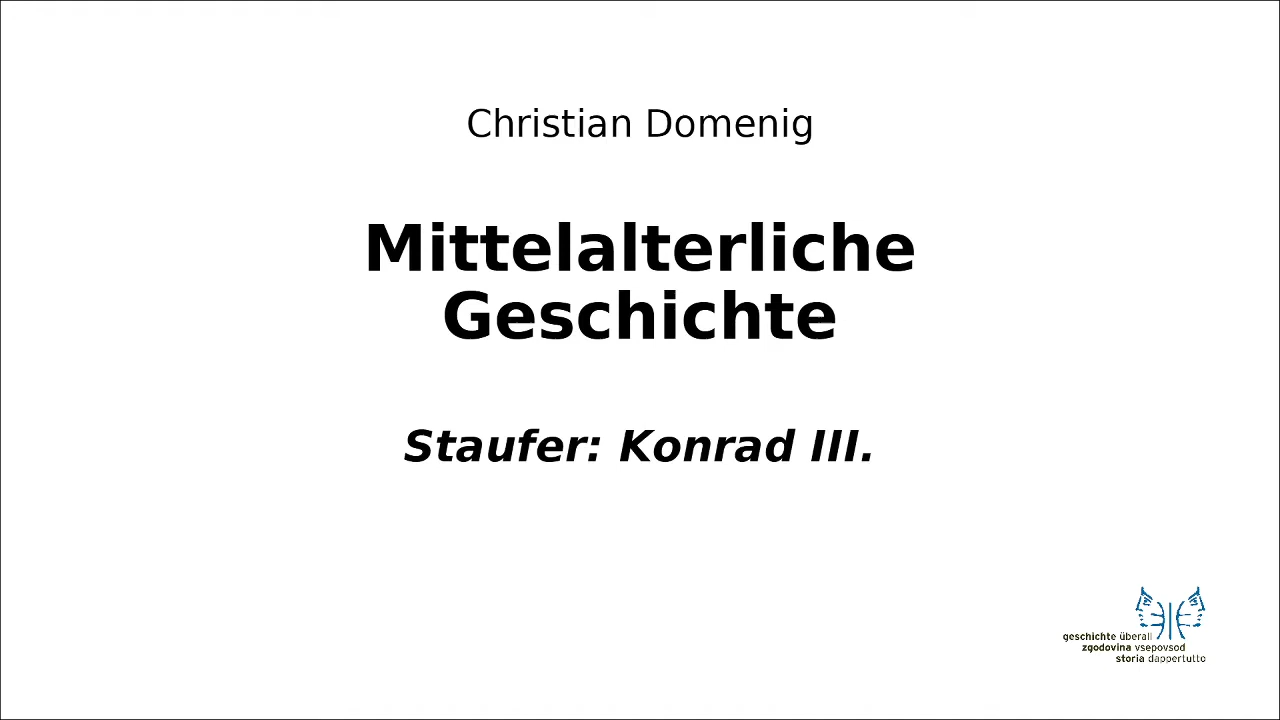 Christian Domenig
Mittelalterliche
Geschichte
Staufer: Konrad III.
geschichte überall
zgodovina vsepovsod
storia dappertutto